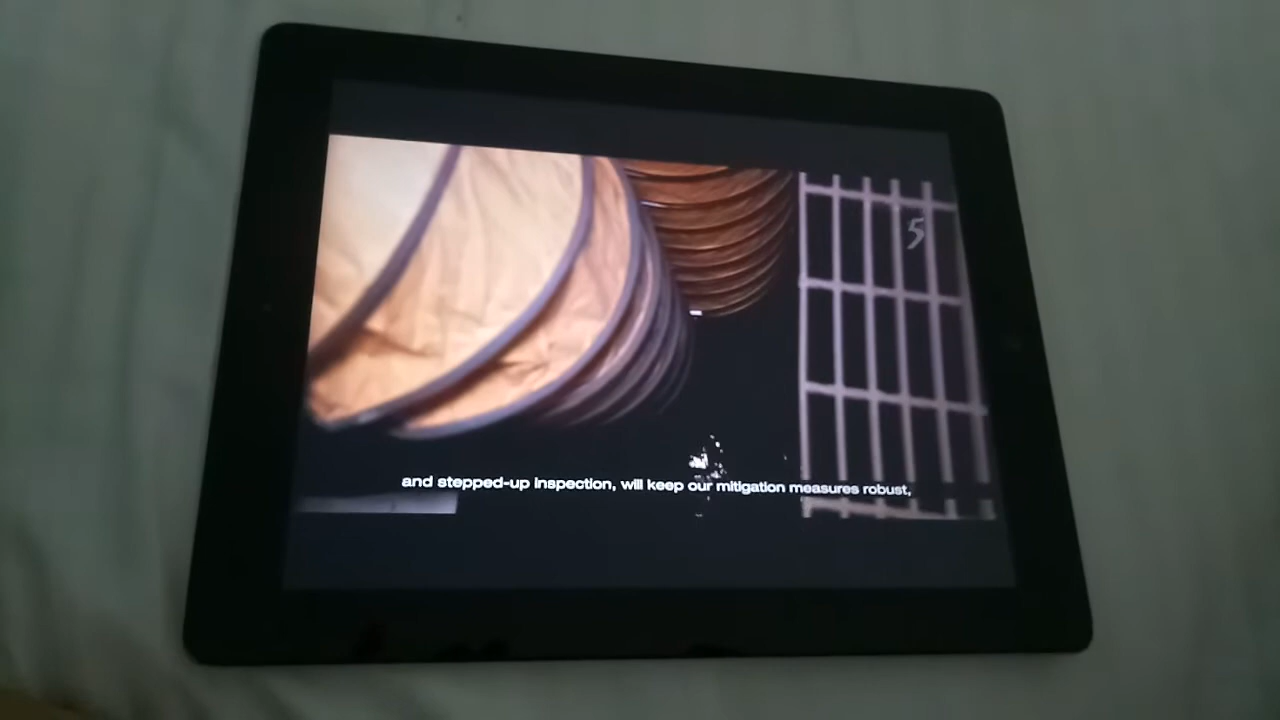 5
and stepped-up inspection, will keep our mitigation measures robust,